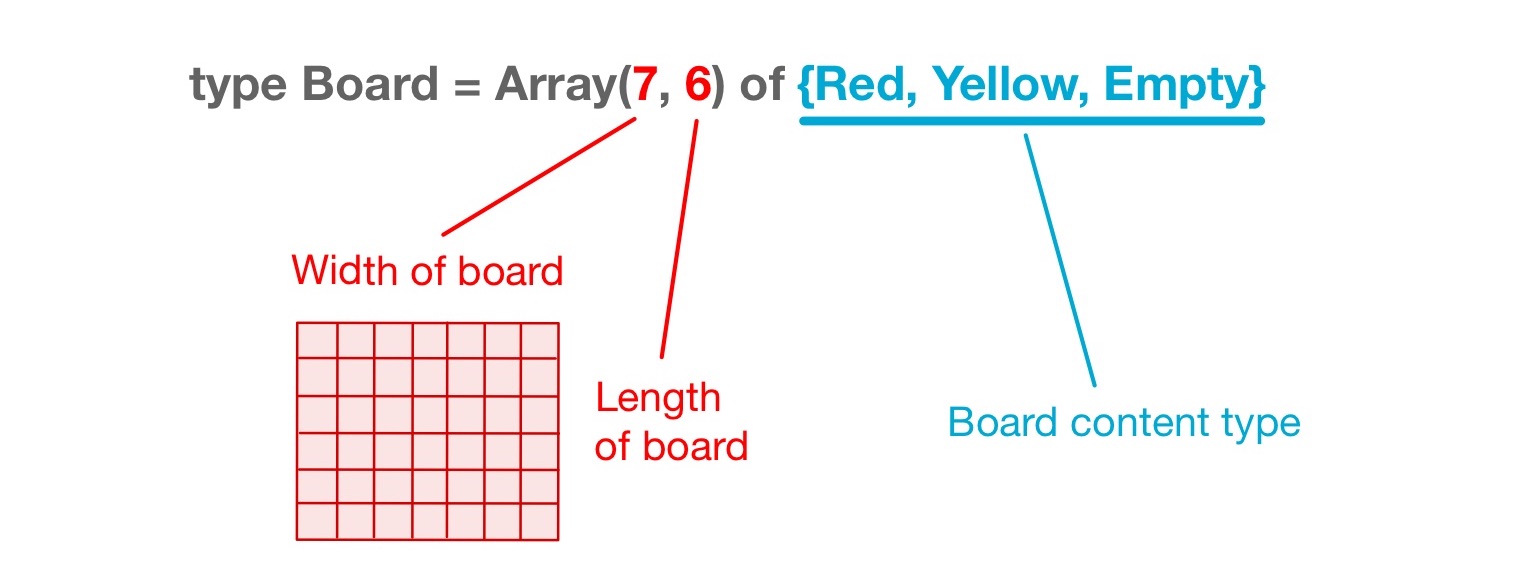 type Board = Array(7, 6) of {Red, Yellow, Empty}
Width of board
Length
of board
Board content type